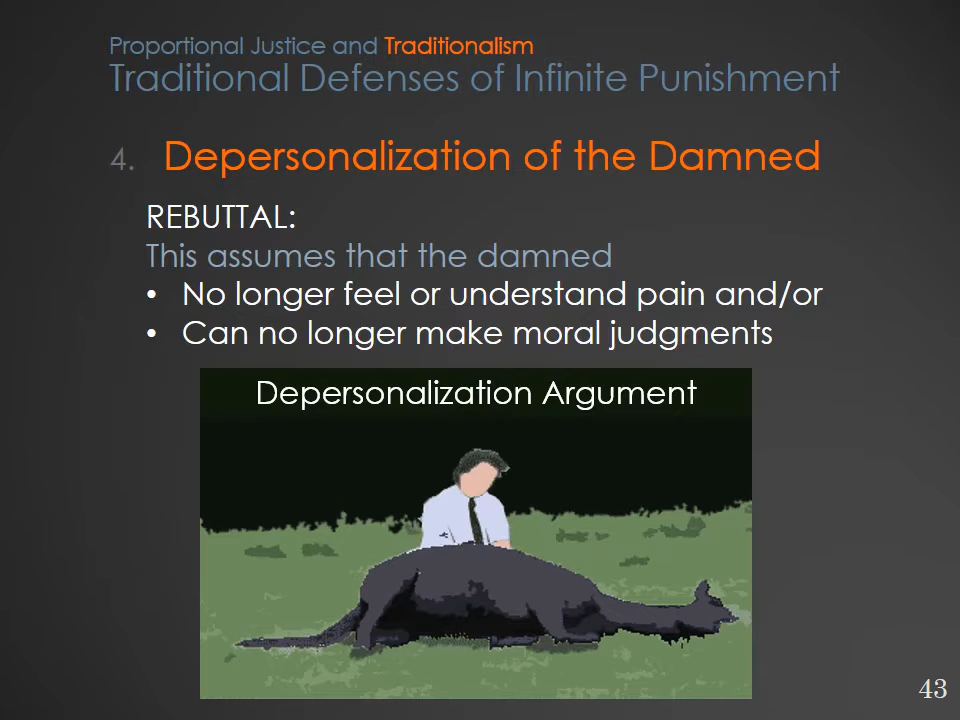 Proportional Justice and Traditionalism
Traditional Defenses of Infinite Punishment
4. Depersonalization of the Damned
REBUTTAL:
This assumes that the damned
• No longer feel or understand pain and/or
• Can no longer make moral judgments
Depersonalization Argument
43